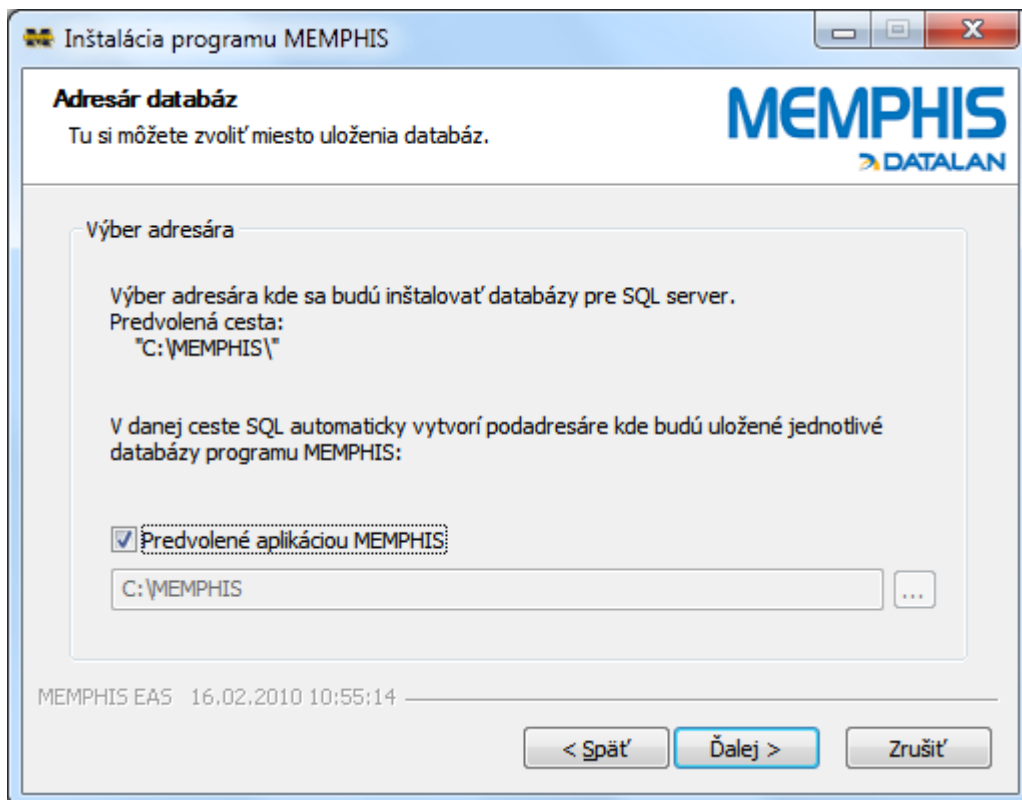 Inštalácia programu MEMPHIS
Adresár databáz
Tu si môžete zvoliť miesto uloženia databáz.
MEMPHIS
DATALAN
Výber adresára
Výber adresára kde sa budú inštalovať databázy pre SQL server.
Predvolená cesta:
"C:\MEMPHIS\"
V danej ceste SQL automaticky vytvorí podadresáre kde budú uložené jednotlivé
databázy programu MEMPHIS:
Predvolené aplikáciou MEMPHIS
C:\MEMPHIS
...
MEMPHIS EAS 16.02.2010 10:55:14
< Späť Ďalej > Zrušiť